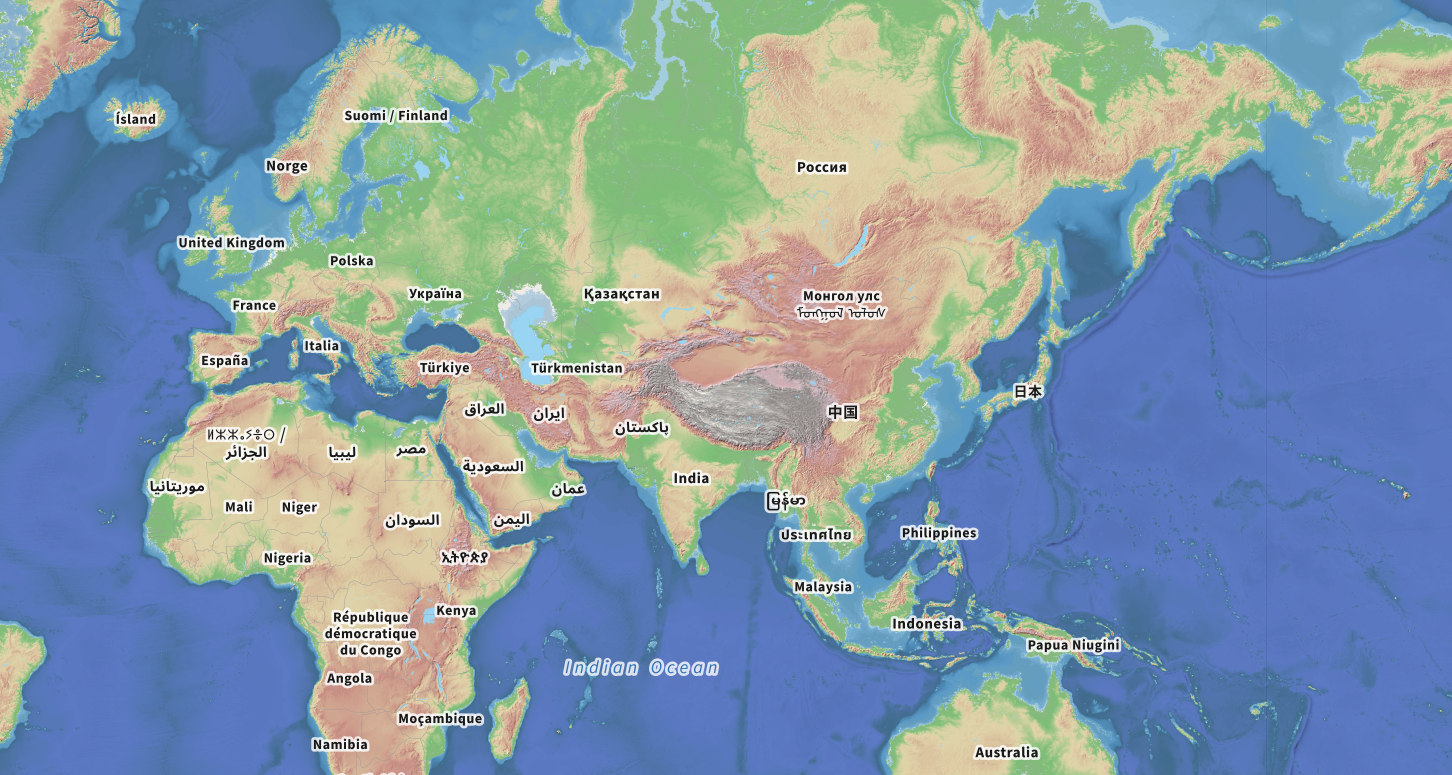 Ísland
Suomi / Finland
Norge
Россия
United Kingdom
Polska
Україна
Қазақстан
Монгол улс
ᠮᠣᠩᠭᠣᠯ ᠤᠯᠤᠰ
France
Italia
España
Türkiye
Türkmenistan
日本
中国
العراق
ایران
پاکستان
ⵍⵣⵣⴰⵢⴻⵔ /
الجزائر
ليبيا
مصر
السعودية
عمان
India
موريتانيا
Mali
Niger
السودان
اليمن
မြန်မာ
ประเทศไทย
Philippines
Nigeria
ኢትዮጵያ
Malaysia
Kenya
République
démocratique
du Congo
Indonesia
Papua Niugini
Indian Ocean
Angola
Moçambique
Namibia
Australia